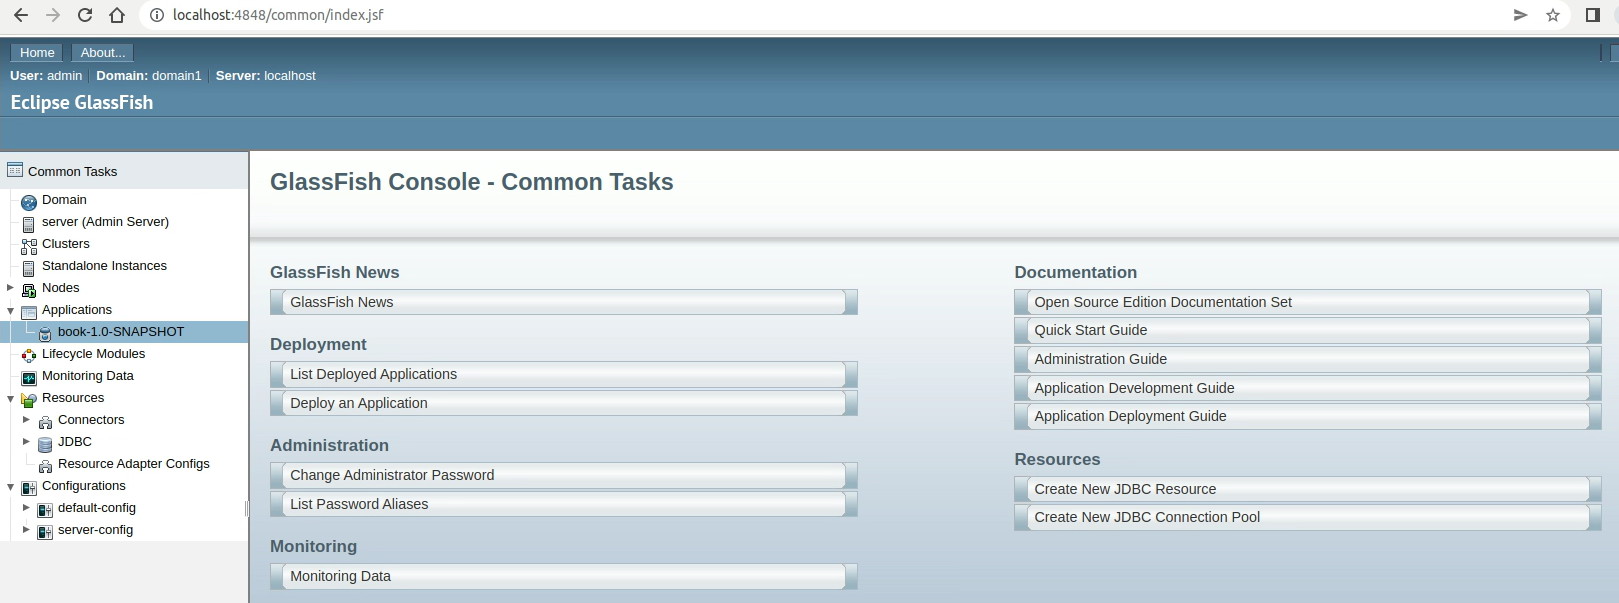 localhost:4848/common/index.jsf
Home About...
User: admin Domain: domain1 Server: localhost
Eclipse GlassFish
Common Tasks
Domain
server (Admin Server)
Clusters
Standalone Instances
Nodes
Applications
book-1.0-SNAPSHOT
Lifecycle Modules
Monitoring Data
Resources
Connectors
JDBC
Resource Adapter Configs
Configurations
default-config
server-config
GlassFish Console - Common Tasks
GlassFish News
GlassFish News
Deployment
List Deployed Applications
Deploy an Application
Administration
Change Administrator Password
List Password Aliases
Monitoring
Monitoring Data
Documentation
Open Source Edition Documentation Set
Quick Start Guide
Administration Guide
Application Development Guide
Application Deployment Guide
Resources
Create New JDBC Resource
Create New JDBC Connection Pool